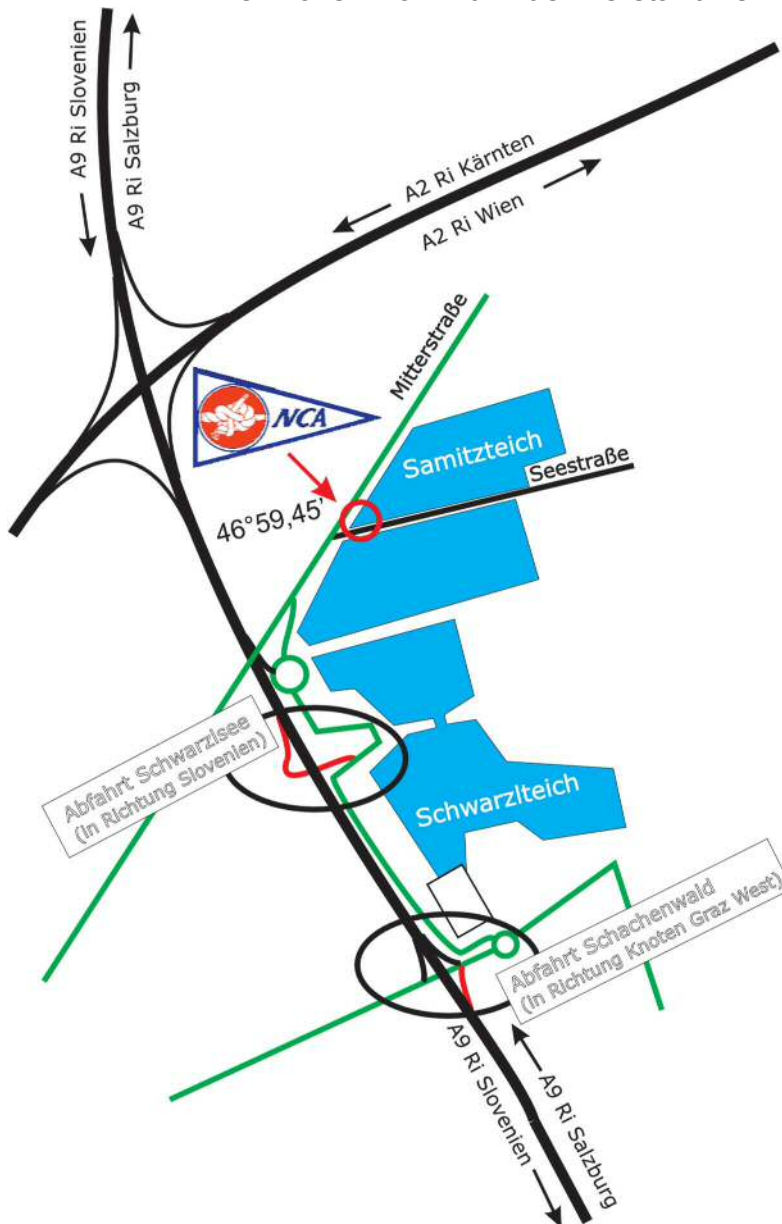 A9 Ri Slovenien
A9 Ri Salzburg
A2 Ri Kärnten
A2 Ri Wien
Mitterstraße
NCA
Samitzteich
Seestraße
46°59,45'
Abfahrt Schwarzlsee
(in Richtung Slovenien)
Schwarzlteich
Abfahrt Schachenwald
(in Richtung Knoten Graz West)
A9 Ri Slovenien
A9 Ri Salzburg